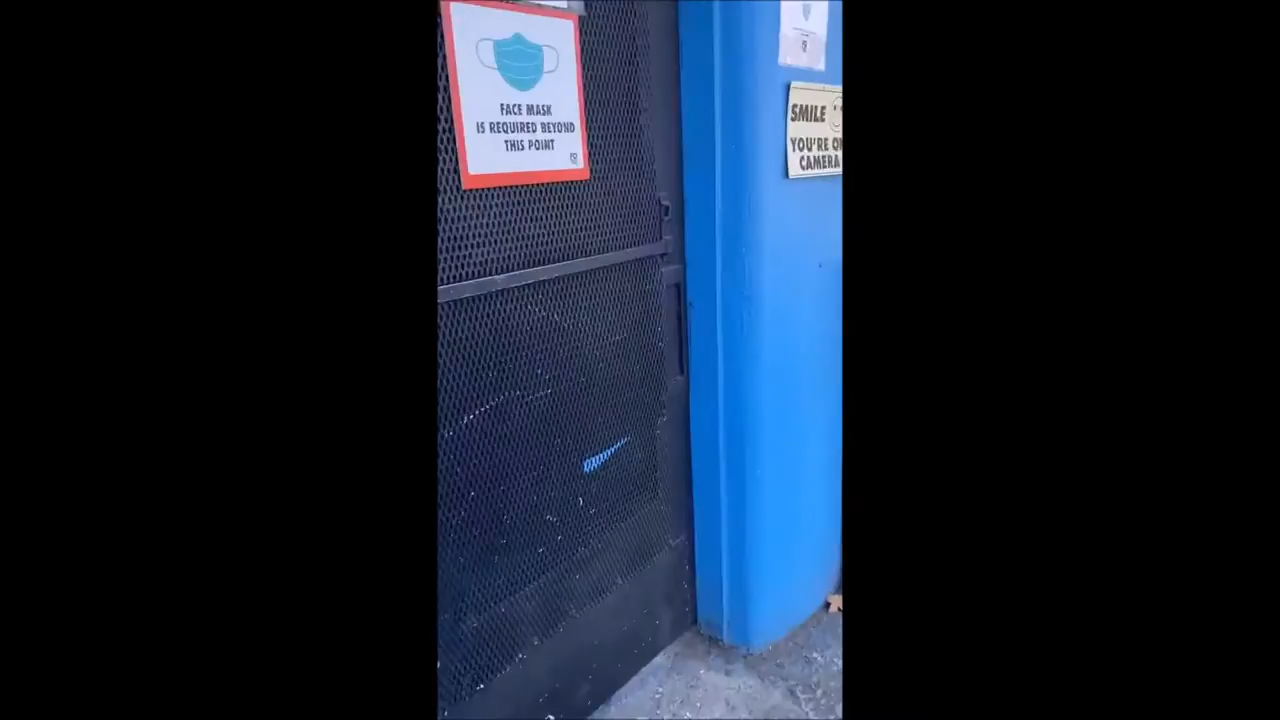 FACE MASK
IS REQUIRED BEYOND
THIS POINT
SMILE
YOU'RE
CAMERA